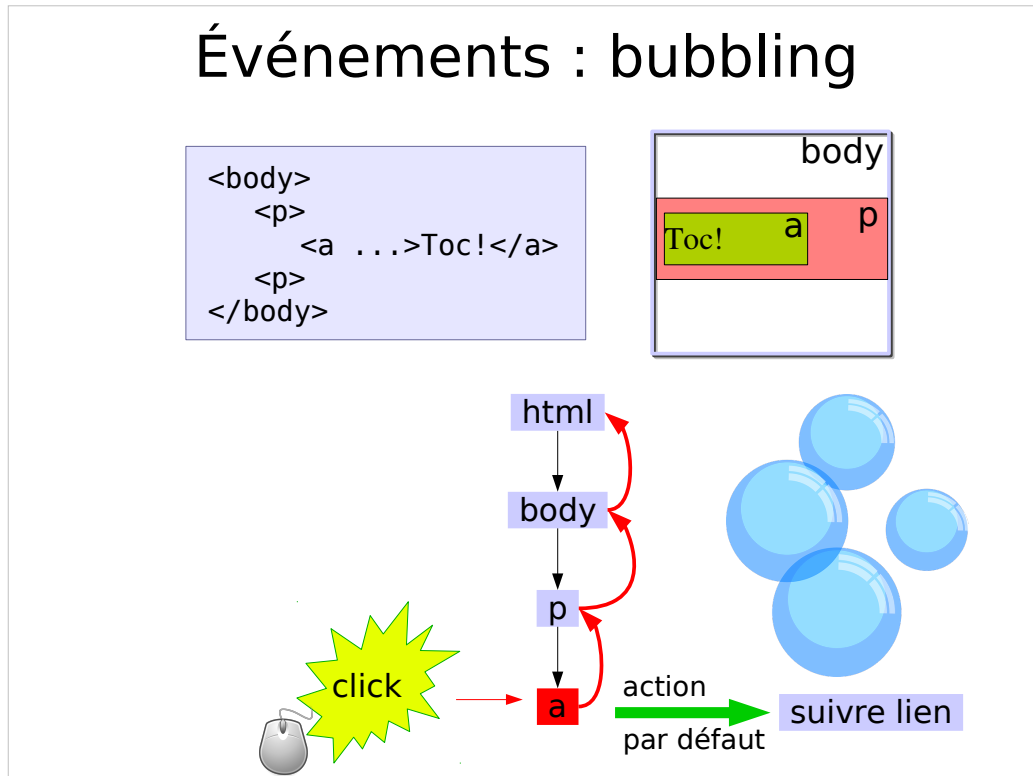 Événements : bubbling
<body>
<p>
<a ...>Toc!</a>
<p>
</body>
body
p
a
Toc!
html
body
p
click
a
action
par défaut
suivre lien